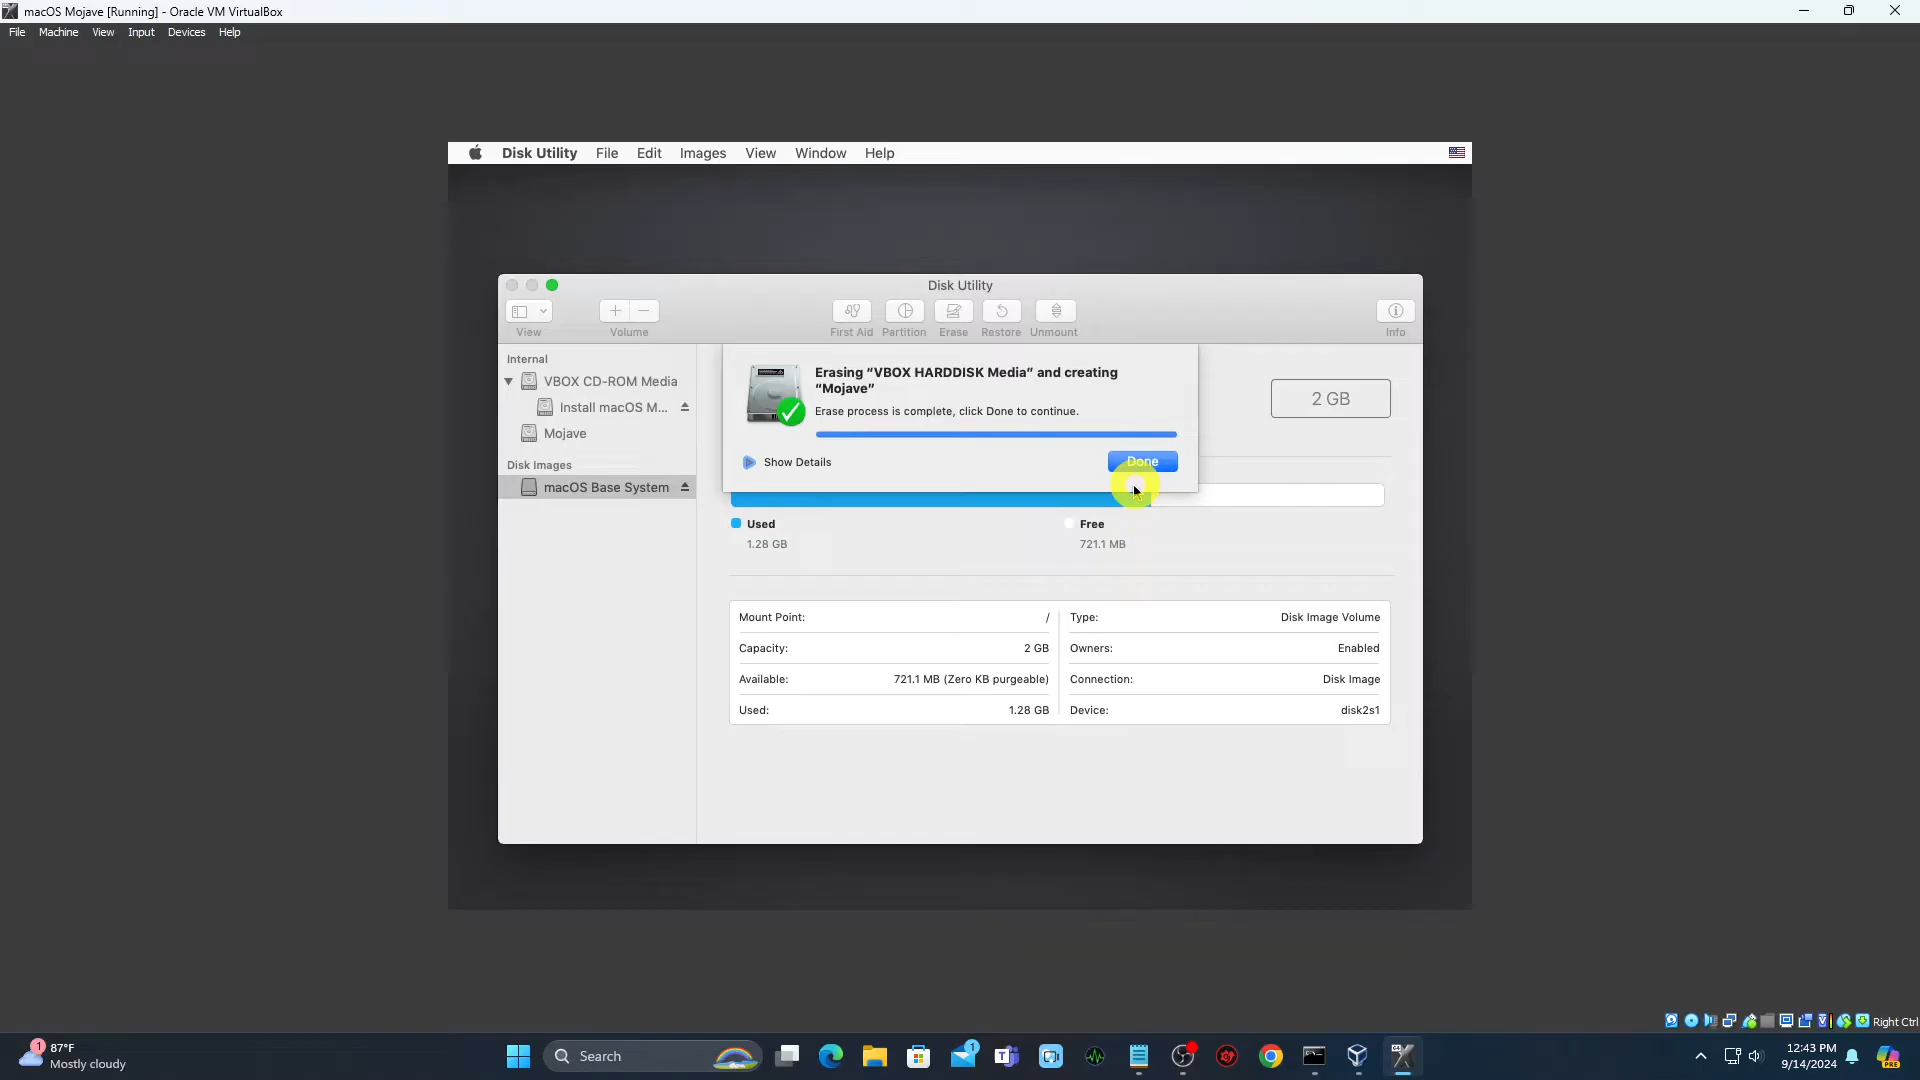 macOS Mojave [Running] - Oracle VM VirtualBox
File Machine View Input Devices Help
Disk Utility File Edit Images View Window Help
Disk Utility
View Volume First Aid Partition Erase Restore Unmount Info
Internal
VBOX CD-ROM Media
Install macOS M...
Mojave
Disk Images
macOS Base System
Erasing “VBOX HARDDISK Media” and creating
“Mojave”
Erase process is complete, click Done to continue.
Show Details
Done
2 GB
Used
1.28 GB
Free
721.1 MB
Mount Point: /
Capacity: 2 GB
Available: 721.1 MB (Zero KB purgeable)
Used: 1.28 GB
Type: Disk Image Volume
Owners: Enabled
Connection: Disk Image
Device: disk2s1
Right Ctrl
1
87°F
Mostly cloudy
Search
1
12:43 PM
9/14/2024